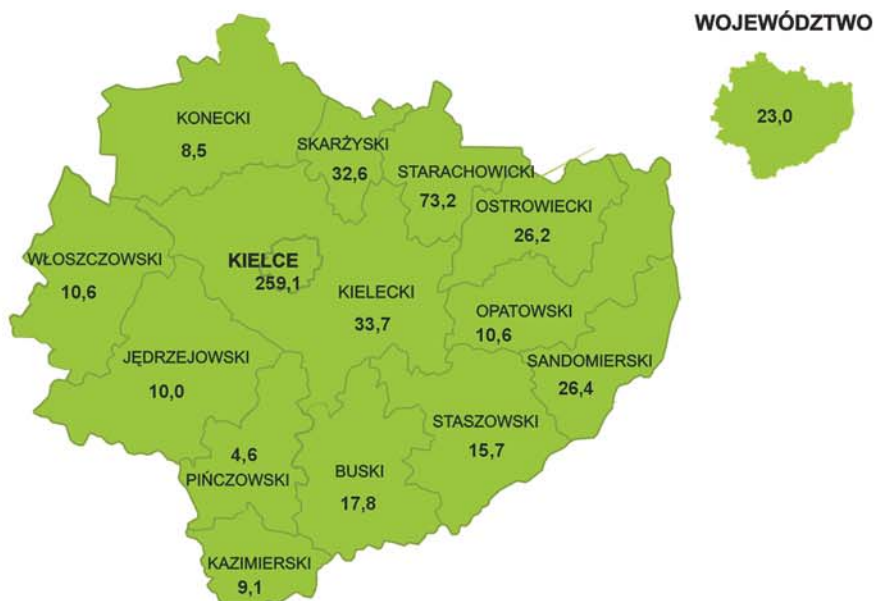 WOJEWÓDZTWO
23,0
KONECKI
8,5
SKARŻYSKI
32,6
STARACHOWICKI
73,2
OSTROWIECKI
26,2
WŁOSZCZOWSKI
10,6
KIELCE
259,1
KIELECKI
33,7
OPATOWSKI
10,6
JĘDRZEJOWSKI
10,0
SANDOMIERSKI
26,4
STASZOWSKI
15,7
4,6
PIŃCZOWSKI
BUSKI
17,8
KAZIMIERSKI
9,1